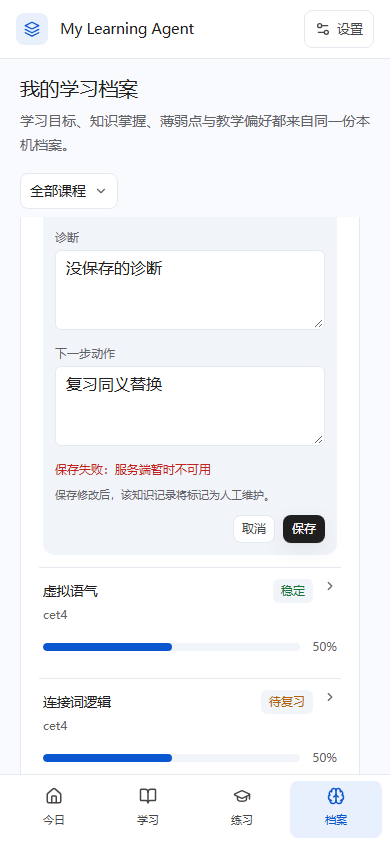 My Learning Agent
设置
我的学习档案
学习目标、知识掌握、薄弱点与教学偏好都来自同一份本
机档案。
全部课程
诊断
没保存的诊断
下一步动作
复习同义替换
保存失败：服务端暂时不可用
保存修改后，该知识记录将标记为人工维护。
取消
保存
虚拟语气
稳定
cet4
50%
连接词逻辑
待复习
cet4
50%
今日
学习
练习
档案